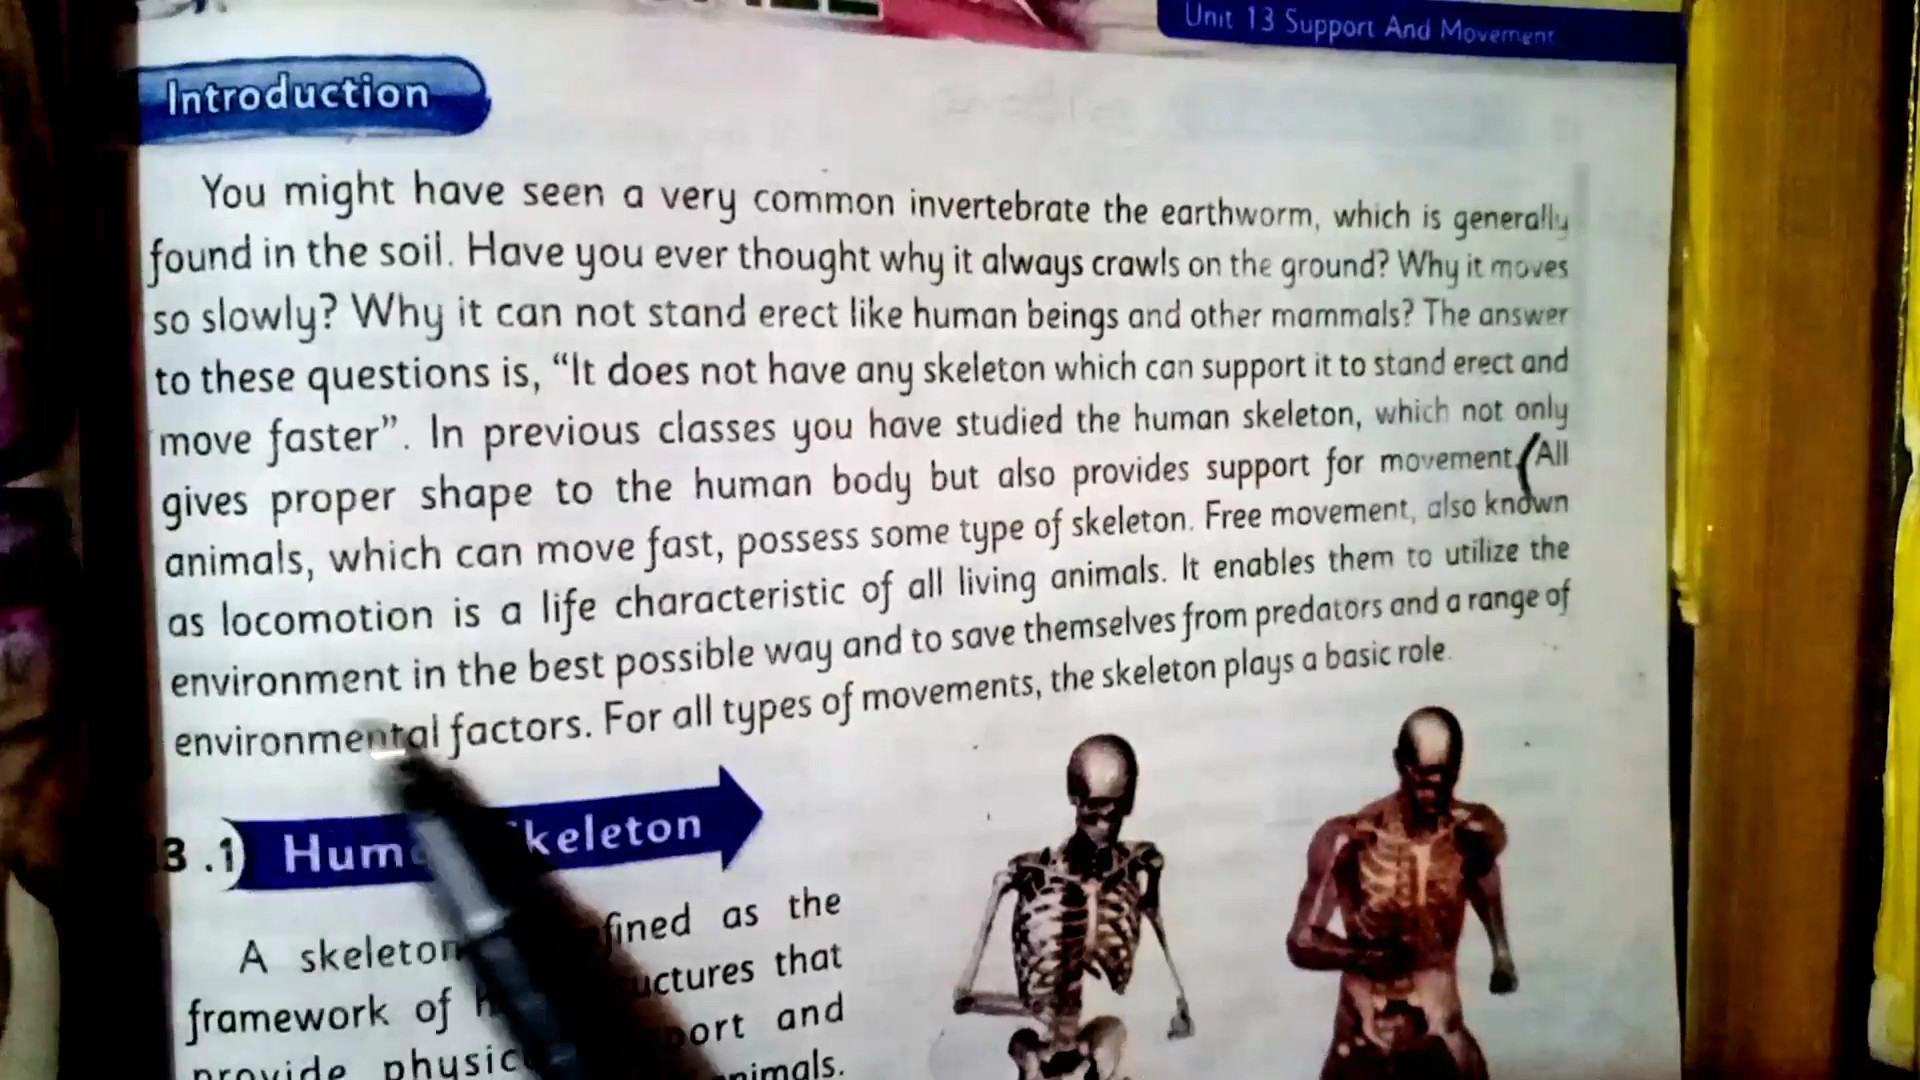 Unit 13 Support And Movement
Introduction
You might have seen a very common invertebrate the earthworm, which is generally
found in the soil. Have you ever thought why it always crawls on the ground? Why it moves
so slowly? Why it can not stand erect like human beings and other mammals? The answer
to these questions is, “It does not have any skeleton which can support it to stand erect and
move faster”. In previous classes you have studied the human skeleton, which not only
gives proper shape to the human body but also provides support for movement. All
animals, which can move fast, possess some type of skeleton. Free movement, also known
as locomotion is a life characteristic of all living animals. It enables them to utilize the
environment in the best possible way and to save themselves from predators and a range of
environmental factors. For all types of movements, the skeleton plays a basic role.
3 .1 Hum keleton
A skeleton fined as the
framework of uctures that
provide physic port and
nimals.